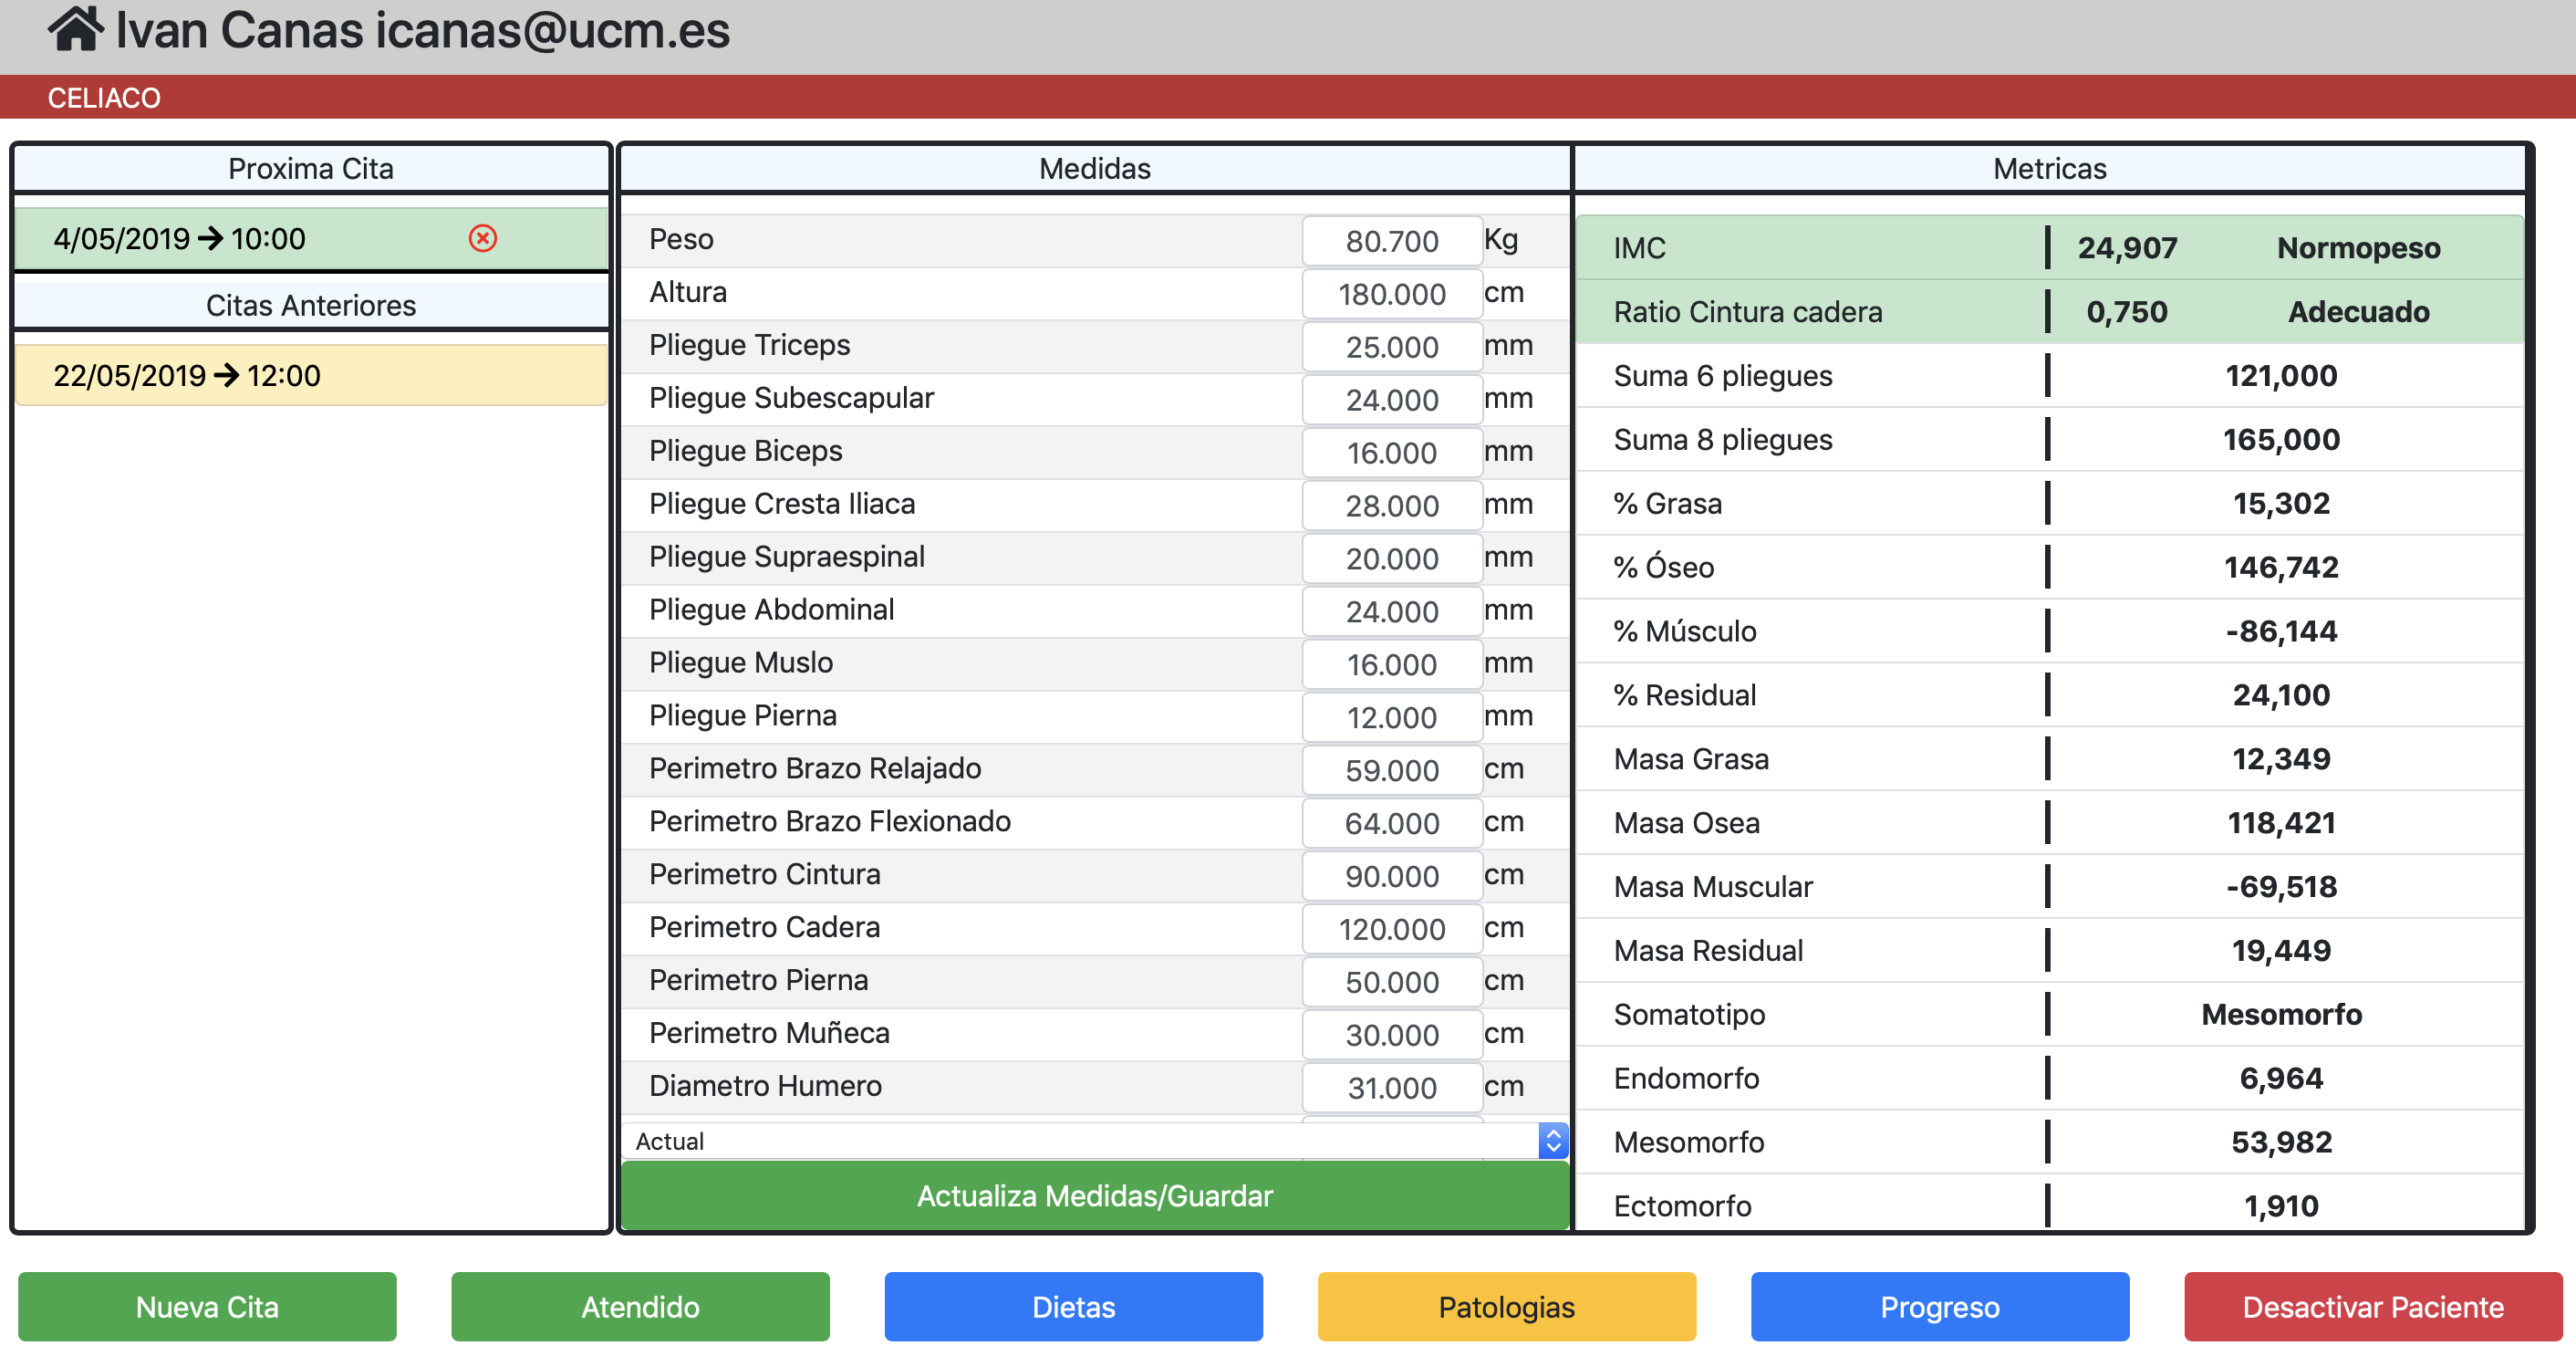 Ivan Canas icanas@ucm.es
CELIACO
Proxima Cita
4/05/2019 → 10:00
Citas Anteriores
22/05/2019 → 12:00
Medidas
Peso 80.700 Kg
Altura 180.000 cm
Pliegue Triceps 25.000 mm
Pliegue Subescapular 24.000 mm
Pliegue Biceps 16.000 mm
Pliegue Cresta Iliaca 28.000 mm
Pliegue Supraespinal 20.000 mm
Pliegue Abdominal 24.000 mm
Pliegue Muslo 16.000 mm
Pliegue Pierna 12.000 mm
Perimetro Brazo Relajado 59.000 cm
Perimetro Brazo Flexionado 64.000 cm
Perimetro Cintura 90.000 cm
Perimetro Cadera 120.000 cm
Perimetro Pierna 50.000 cm
Perimetro Muñeca 30.000 cm
Diametro Humero 31.000 cm
Actual
Actualiza Medidas/Guardar
Metricas
IMC 24,907 Normopeso
Ratio Cintura cadera 0,750 Adecuado
Suma 6 pliegues 121,000
Suma 8 pliegues 165,000
% Grasa 15,302
% Óseo 146,742
% Músculo -86,144
% Residual 24,100
Masa Grasa 12,349
Masa Osea 118,421
Masa Muscular -69,518
Masa Residual 19,449
Somatotipo Mesomorfo
Endomorfo 6,964
Mesomorfo 53,982
Ectomorfo 1,910
Nueva Cita
Atendido
Dietas
Patologias
Progreso
Desactivar Paciente